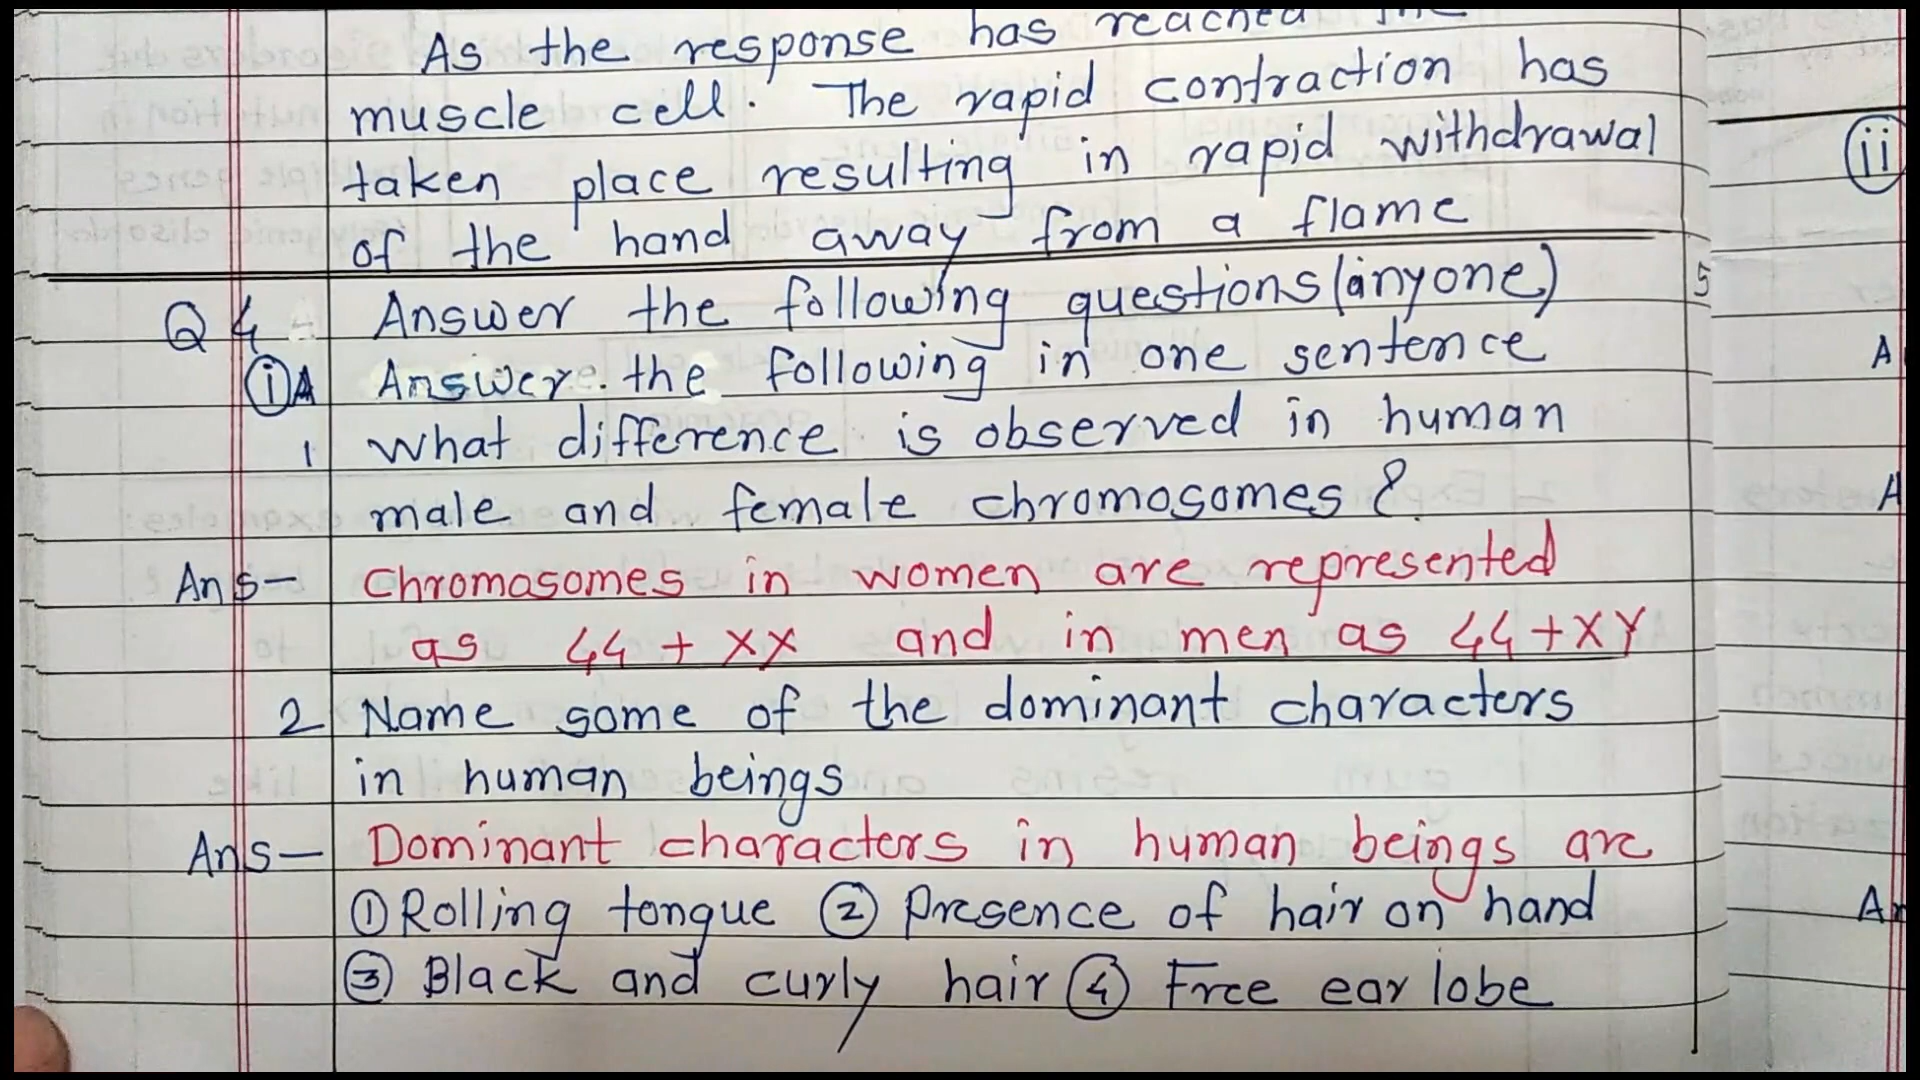 As the response has reached the
muscle cell. The rapid contraction has
taken place resulting in rapid withdrawal
of the hand away from a flame
Q 4 Answer the following questions (anyone) 5
(i) A Answere. the following in one sentence
1 What difference is observed in human
male and female chromosomes?
Ans- Chromosomes in women are represented
as 44 + XX and in men as 44 + XY
2 Name some of the dominant characters
in human beings
Ans- Dominant characters in human beings are
① Rolling tongue ② Presence of hair on hand
③ Black and curly hair ④ Free ear lobe
(ii)
A
A